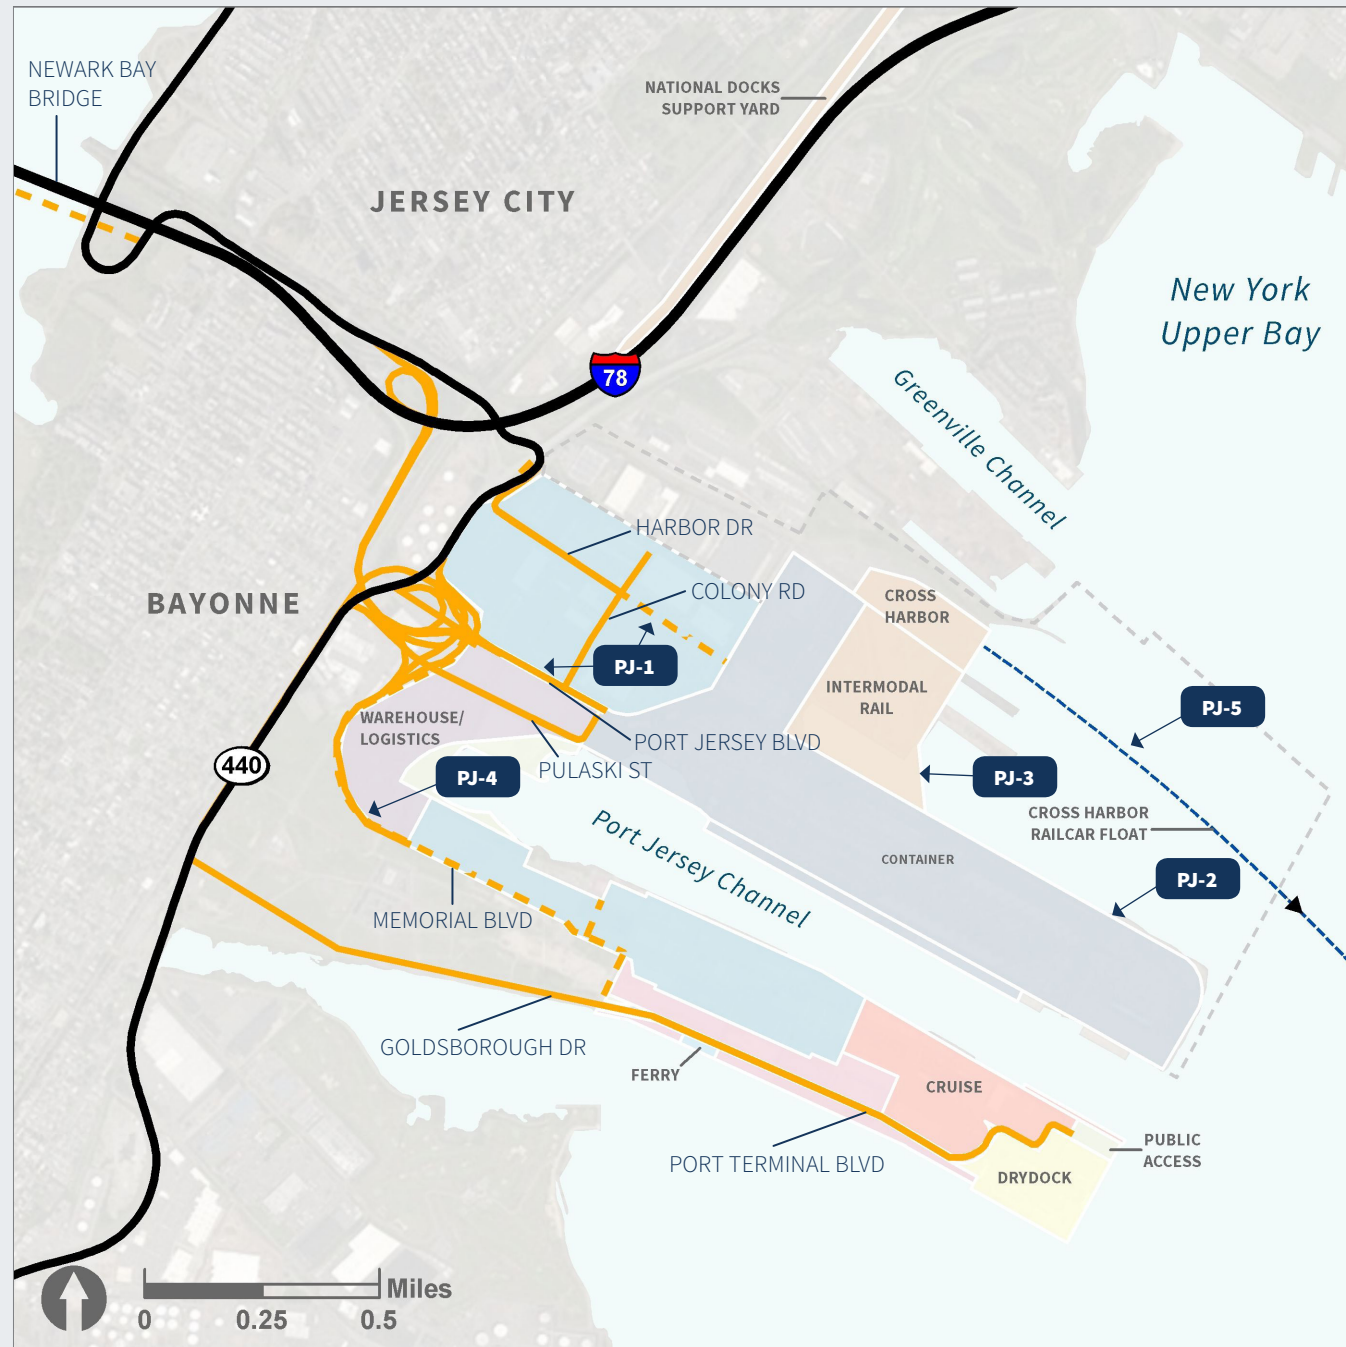 NEWARK BAY
BRIDGE
NATIONAL DOCKS
SUPPORT YARD
JERSEY CITY
New York
Upper Bay
78
Greenville Channel
HARBOR DR
COLONY RD
CROSS
HARBOR
BAYONNE
PJ-1
INTERMODAL
RAIL
PJ-5
WAREHOUSE/
LOGISTICS
PORT JERSEY BLVD
440
PULASKI ST
PJ-4
PJ-3
CROSS HARBOR
RAILCAR FLOAT
Port Jersey Channel
CONTAINER
PJ-2
MEMORIAL BLVD
GOLDSBOROUGH DR
FERRY
CRUISE
PORT TERMINAL BLVD
PUBLIC
ACCESS
DRYDOCK
Miles
0 0.25 0.5